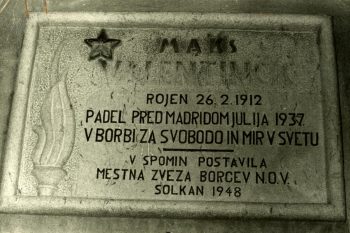 MAKS
VALENTINČIČ
ROJEN 26.2.1912
PADEL PRED MADRIDOM JULIJA 1937
V BORBI ZA SVOBODO IN MIR V SVETU
V SPOMIN POSTAVILA
MESTNA ZVEZA BORCEV N.O.V.
SOLKAN 1948